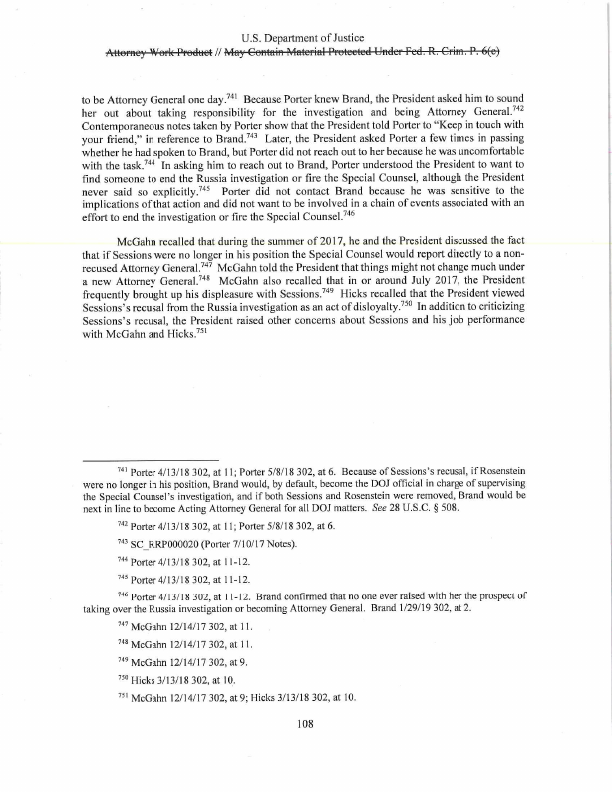 U.S. Department of Justice
Attorney Work Product // May Contain Material Protected Under Fed. R. Crim. P. 6(e)
to be Attorney General one day.741 Because Porter knew Brand, the President asked him to sound
her out about taking responsibility for the investigation and being Attorney General.742
Contemporaneous notes taken by Porter show that the President told Porter to “Keep in touch with
your friend,” in reference to Brand.743 Later, the President asked Porter a few times in passing
whether he had spoken to Brand, but Porter did not reach out to her because he was uncomfortable
with the task.744 In asking him to reach out to Brand, Porter understood the President to want to
find someone to end the Russia investigation or fire the Special Counsel, although the President
never said so explicitly.745 Porter did not contact Brand because he was sensitive to the
implications of that action and did not want to be involved in a chain of events associated with an
effort to end the investigation or fire the Special Counsel.746
McGahn recalled that during the summer of 2017, he and the President discussed the fact
that if Sessions were no longer in his position the Special Counsel would report directly to a non-
recused Attorney General.747 McGahn told the President that things might not change much under
a new Attorney General.748 McGahn also recalled that in or around July 2017, the President
frequently brought up his displeasure with Sessions.749 Hicks recalled that the President viewed
Sessions’s recusal from the Russia investigation as an act of disloyalty.750 In addition to criticizing
Sessions’s recusal, the President raised other concerns about Sessions and his job performance
with McGahn and Hicks.751
741 Porter 4/13/18 302, at 11; Porter 5/8/18 302, at 6. Because of Sessions’s recusal, if Rosenstein
were no longer in his position, Brand would, by default, become the DOJ official in charge of supervising
the Special Counsel’s investigation, and if both Sessions and Rosenstein were removed, Brand would be
next in line to become Acting Attorney General for all DOJ matters. See 28 U.S.C. § 508.
742 Porter 4/13/18 302, at 11; Porter 5/8/18 302, at 6.
743 SC_RRP000020 (Porter 7/10/17 Notes).
744 Porter 4/13/18 302, at 11-12.
745 Porter 4/13/18 302, at 11-12.
746 Porter 4/13/18 302, at 11-12. Brand confirmed that no one ever raised with her the prospect of
taking over the Russia investigation or becoming Attorney General. Brand 1/29/19 302, at 2.
747 McGahn 12/14/17 302, at 11.
748 McGahn 12/14/17 302, at 11.
749 McGahn 12/14/17 302, at 9.
750 Hicks 3/13/18 302, at 10.
751 McGahn 12/14/17 302, at 9; Hicks 3/13/18 302, at 10.
108